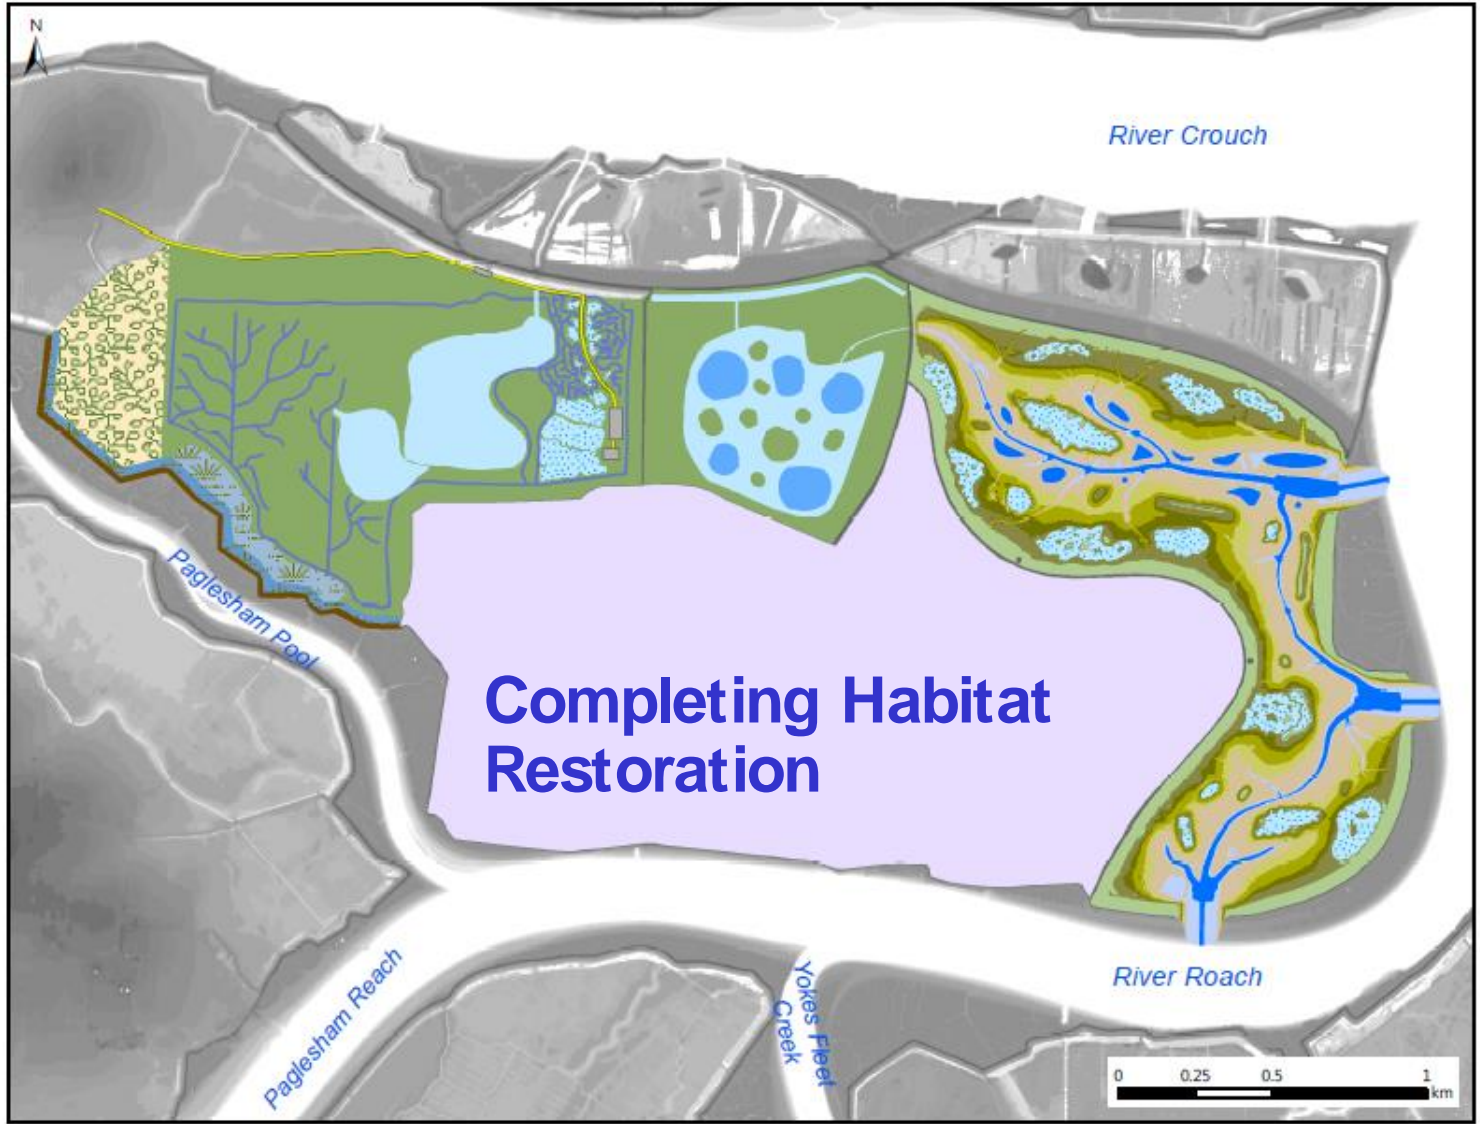 N
River Crouch
Paglesham Pool
Completing Habitat
Restoration
Paglesham Reach
Yokes Fleet
Creek
River Roach
0 0.25 0.5 1
km